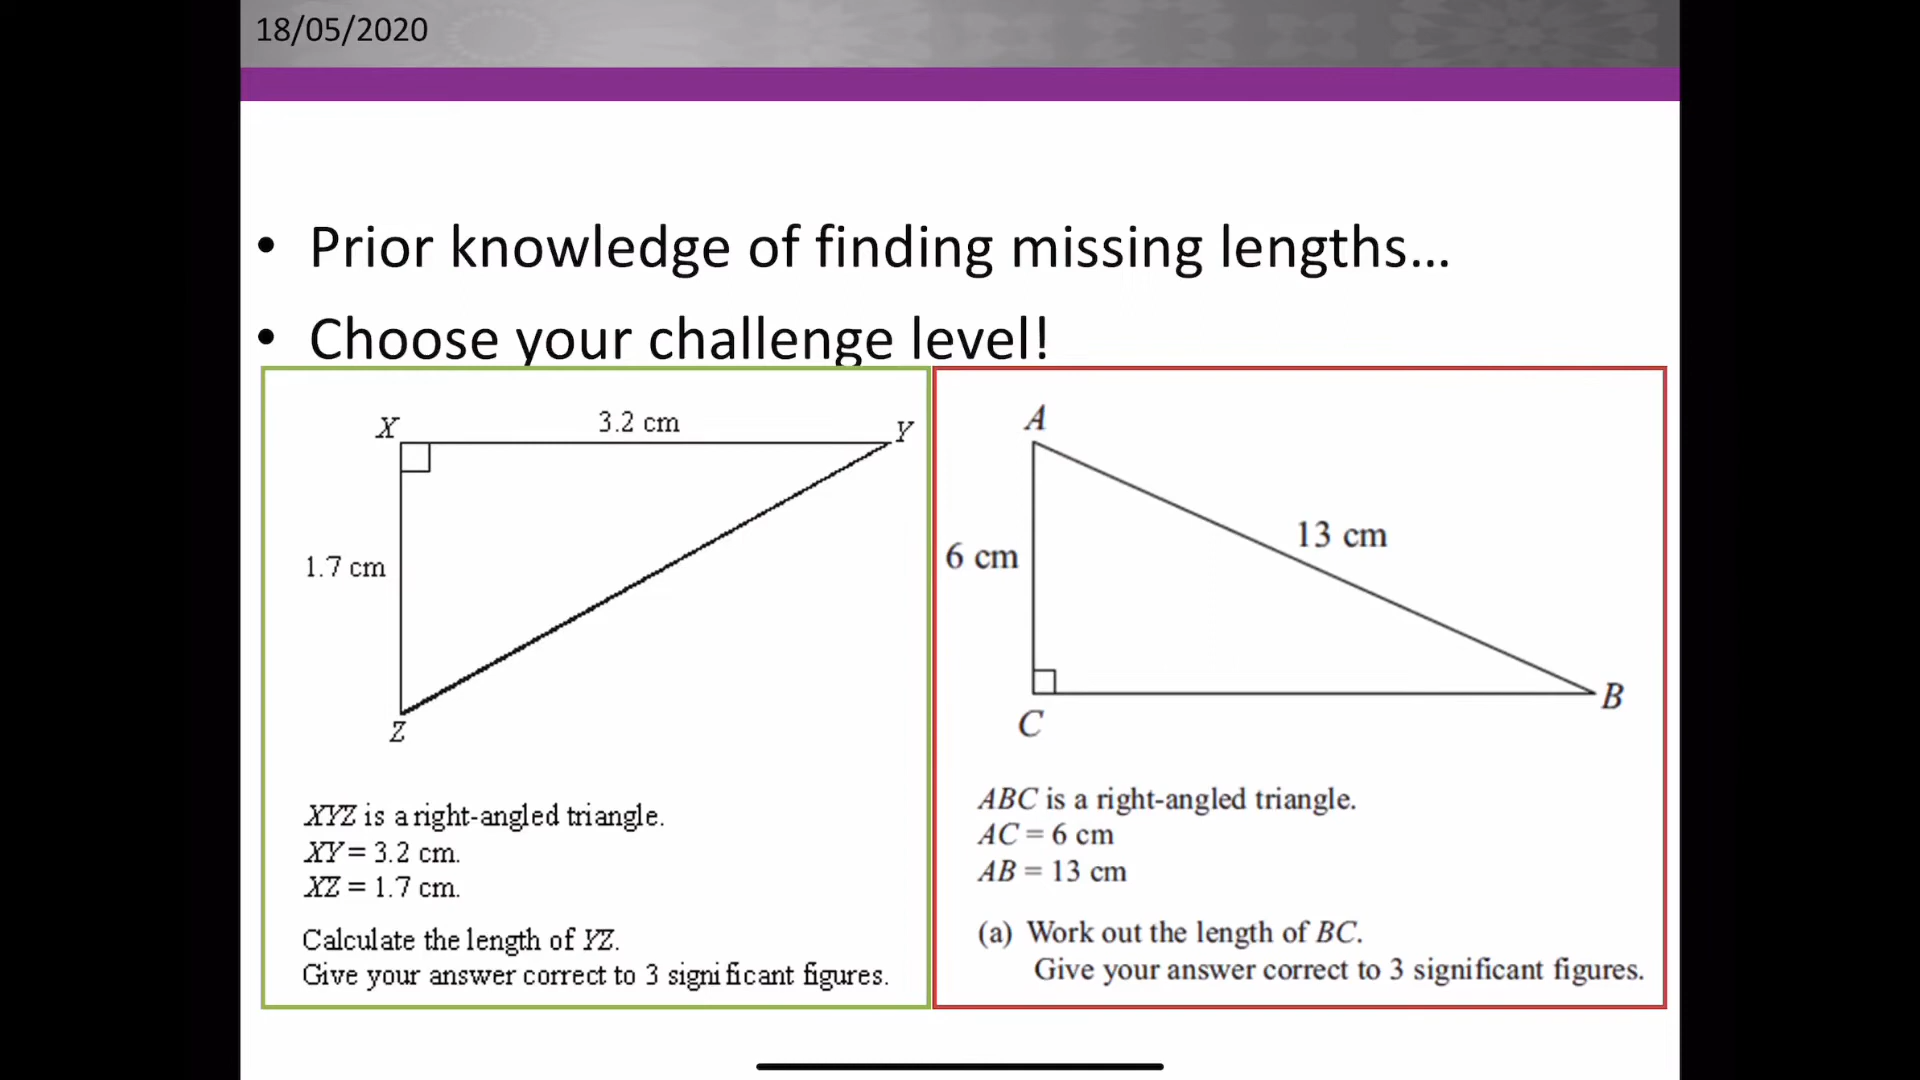 18/05/2020
• Prior knowledge of finding missing lengths...
• Choose your challenge level!
X
3.2 cm
Y
1.7 cm
Z
XYZ is a right-angled triangle.
XY = 3.2 cm.
XZ = 1.7 cm.
Calculate the length of YZ.
Give your answer correct to 3 significant figures.
A
13 cm
6 cm
B
C
ABC is a right-angled triangle.
AC = 6 cm
AB = 13 cm
(a) Work out the length of BC.
Give your answer correct to 3 significant figures.